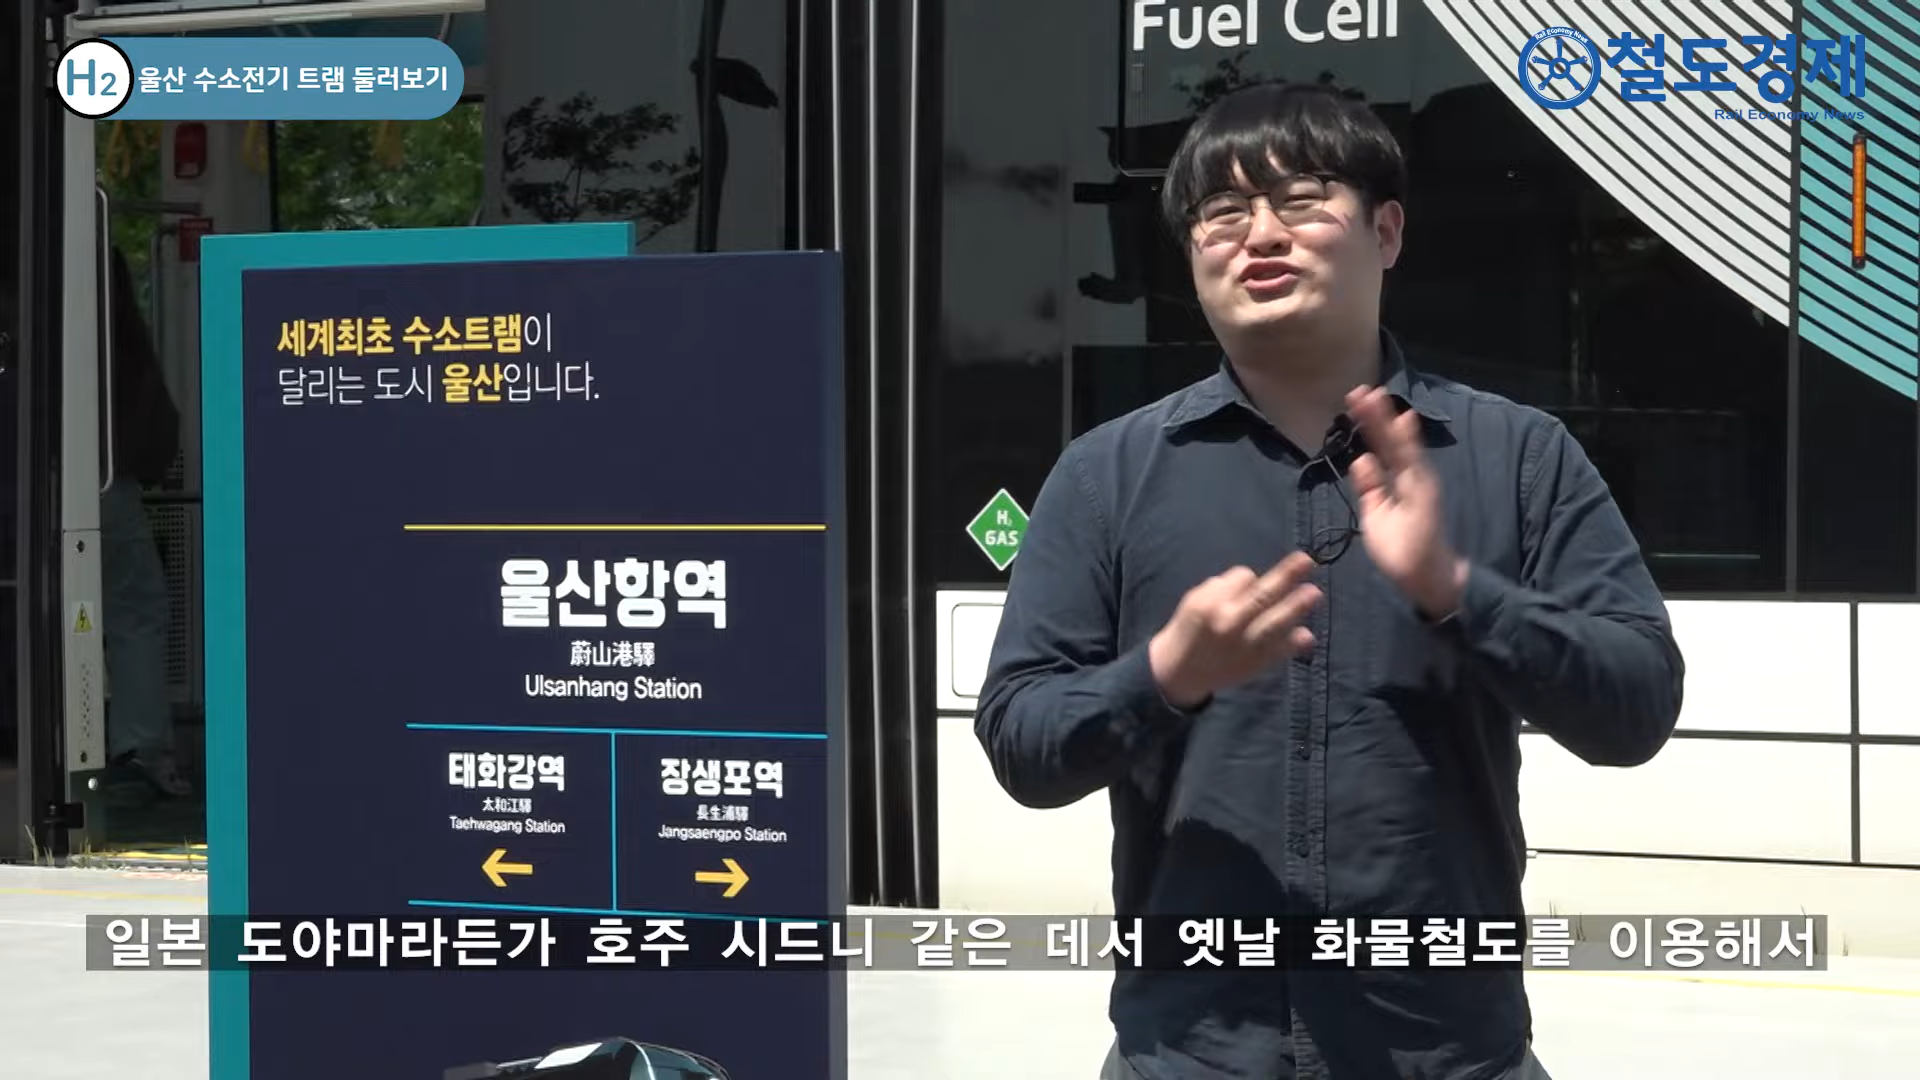 Fuel Cell
H2 울산 수소전기 트램 둘러보기
철도경제
Rail Economy News
Rail Economy News
세계최초 수소트램이
달리는 도시 울산입니다.
H₂
GAS
울산항역
蔚山港驛
Ulsanhang Station
태화강역
太和江驛
Taehwagang Station
←
장생포역
長生浦驛
Jangsaengpo Station
→
일본 도야마라든가 호주 시드니 같은 데서 옛날 화물철도를 이용해서